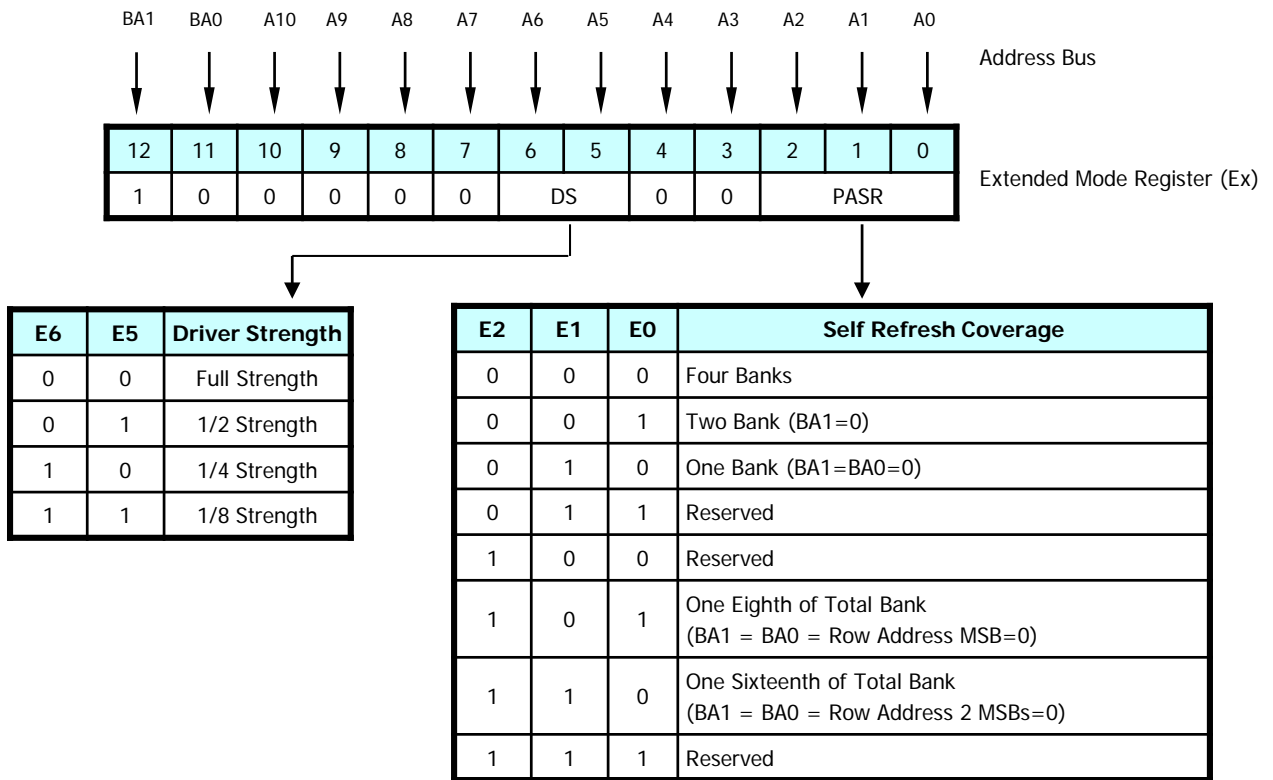 BA1 BA0 A10 A9 A8 A7 A6 A5 A4 A3 A2 A1 A0
Address Bus
12 11 10 9 8 7 6 5 4 3 2 1 0
1 0 0 0 0 0 DS 0 0 PASR
Extended Mode Register (Ex)
E6 E5 Driver Strength
0 0 Full Strength
0 1 1/2 Strength
1 0 1/4 Strength
1 1 1/8 Strength
E2 E1 E0 Self Refresh Coverage
0 0 0 Four Banks
0 0 1 Two Bank (BA1=0)
0 1 0 One Bank (BA1=BA0=0)
0 1 1 Reserved
1 0 0 Reserved
1 0 1 One Eighth of Total Bank
(BA1 = BA0 = Row Address MSB=0)
1 1 0 One Sixteenth of Total Bank
(BA1 = BA0 = Row Address 2 MSBs=0)
1 1 1 Reserved